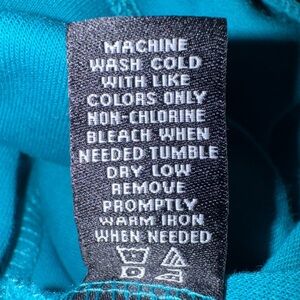 MACHINE
WASH COLD
WITH LIKE
COLORS ONLY
NON-CHLORINE
BLEACH WHEN
NEEDED TUMBLE
DRY LOW
REMOVE
PROMPTLY
WARM IRON
WHEN NEEDED